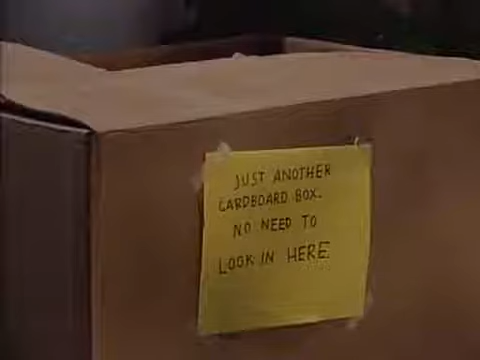 JUST ANOTHER
CARDBOARD BOX.
NO NEED TO
LOOK IN HERE